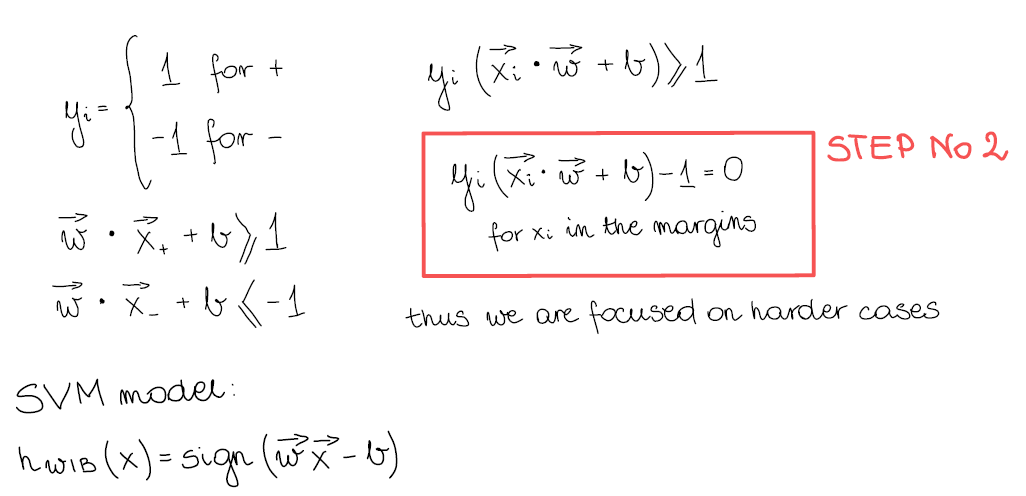 yᵢ = { 1 for +
-1 for -
w⃗ · x⃗₊ + b ⩾ 1
w⃗ · x⃗₋ + b ⩽ -1
yᵢ (x⃗ᵢ · w⃗ + b) ⩾ 1
yᵢ (x⃗ᵢ · w⃗ + b) - 1 = 0
for xᵢ in the margins
STEP No 2
thus we are focused on harder cases
SVM model:
h w1B (x) = sign (w⃗ x⃗ - b)